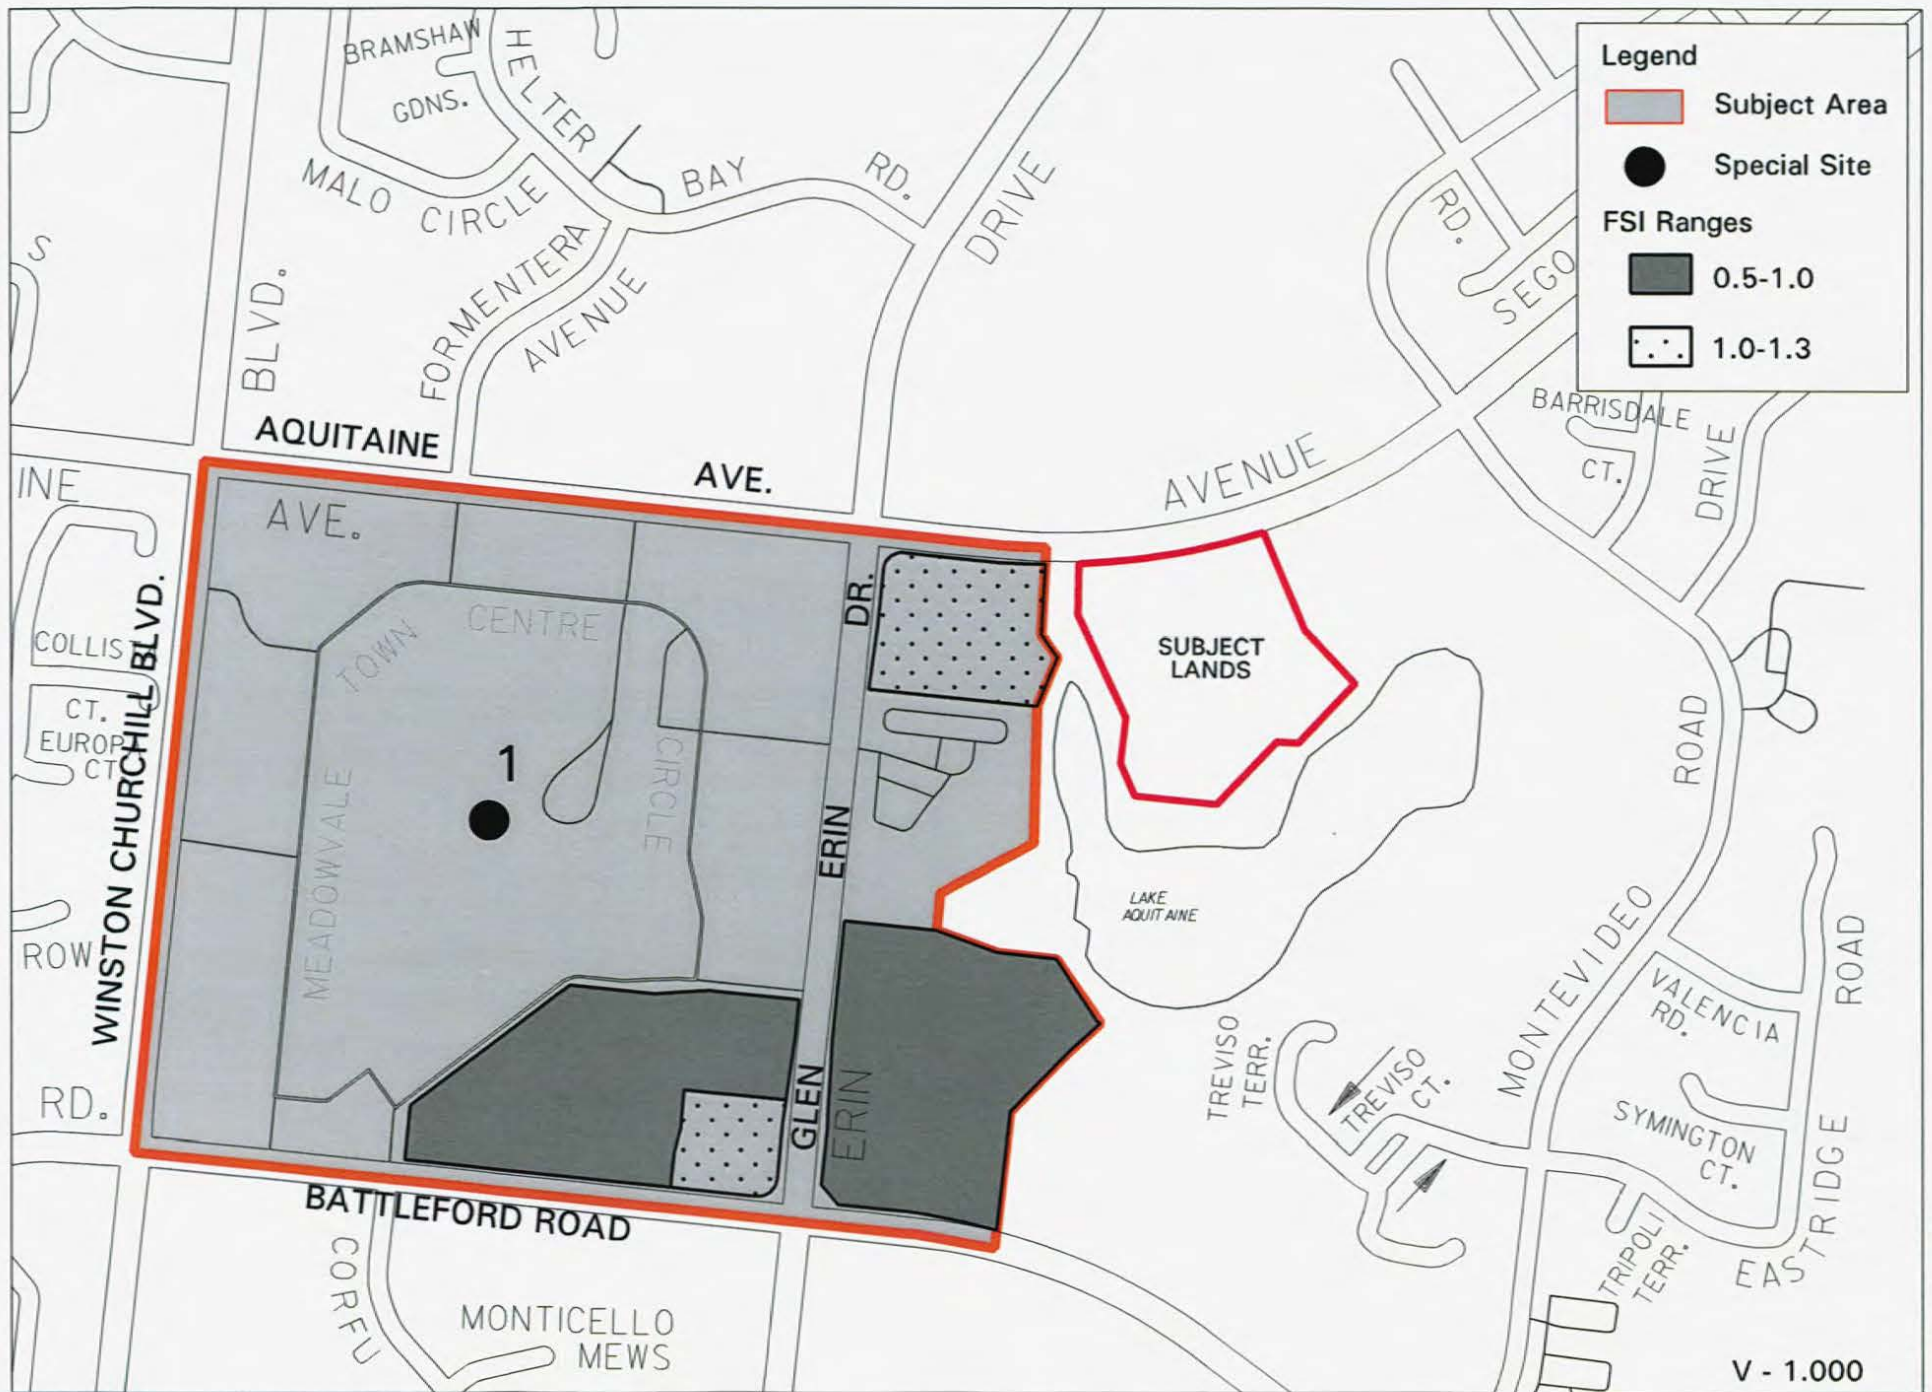 Legend
Subject Area
Special Site
FSI Ranges
0.5-1.0
1.0-1.3
BRAMSHAW
GDNS.
HELTER
BAY
RD.
MALO CIRCLE
FORMENTERA
AVENUE
BLVD.
S
DRIVE
RD.
SEGO
BARRISDALE
CT.
DRIVE
AVENUE
AQUITAINE
AVE.
INE
AVE.
COLLIS
CT.
EUROP
CT
WINSTON CHURCHILL BLVD.
ROW
RD.
TOWN
CENTRE
CIRCLE
MEADOWVALE
1
DR.
ERIN
GLEN
ERIN
SUBJECT
LANDS
LAKE
AQUITAINE
ROAD
MONTEVIDEO
VALENCIA
RD.
ROAD
EASTRIDGE
SYMINGTON
CT.
TRIPOLI
TERR.
TREVISO
TERR.
TREVISO
CT.
BATTLEFORD ROAD
CORFU
MONTICELLO
MEWS
V - 1.000